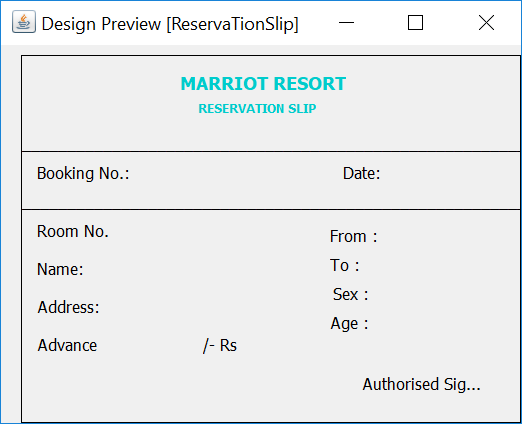 Design Preview [ReservaTionSlip]
MARRIOT RESORT
RESERVATION SLIP
Booking No.: Date:
Room No. From :
Name: To :
Address: Sex :
Age :
Advance /- Rs
Authorised Sig...